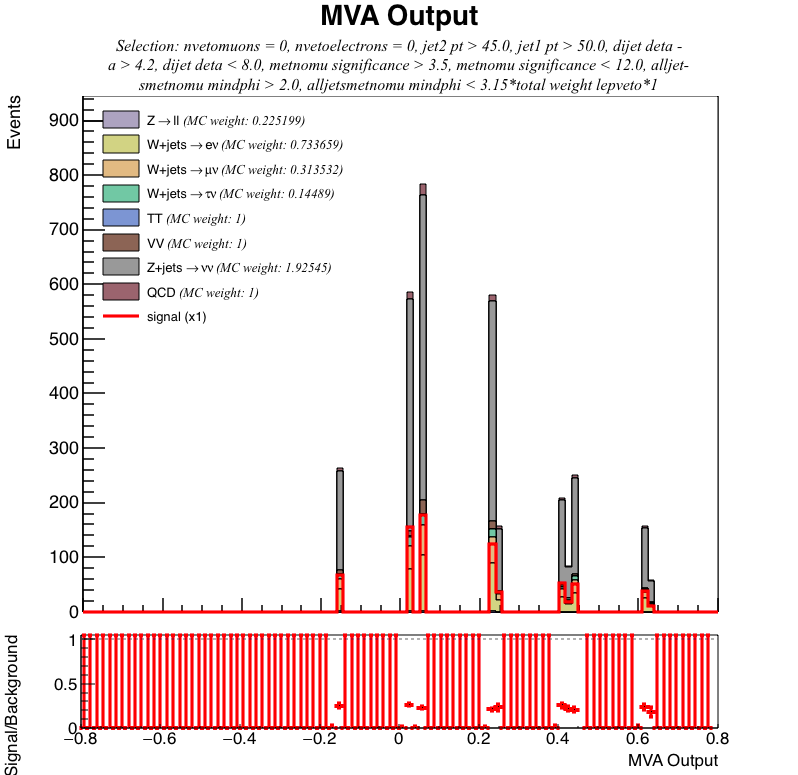 MVA Output
Selection: nvetomuons = 0, nvetoelectrons = 0, jet2 pt > 45.0, jet1 pt > 50.0, dijet deta -
a > 4.2, dijet deta < 8.0, metnomu significance > 3.5, metnomu significance < 12.0, alljet-
smetnomu mindphi > 2.0, alljetsmetnomu mindphi < 3.15*total weight lepveto*1
Events
900
800
700
600
500
400
300
200
100
0
Z→ll (MC weight: 0.225199)
W+jets→eν (MC weight: 0.733659)
W+jets→μν (MC weight: 0.313532)
W+jets→τν (MC weight: 0.14489)
TT (MC weight: 1)
VV (MC weight: 1)
Z+jets→νν (MC weight: 1.92545)
QCD (MC weight: 1)
signal (x1)
Signal/Background
1
0.5
0
−0.8 −0.6 −0.4 −0.2 0 0.2 0.4 0.6 0.8
MVA Output